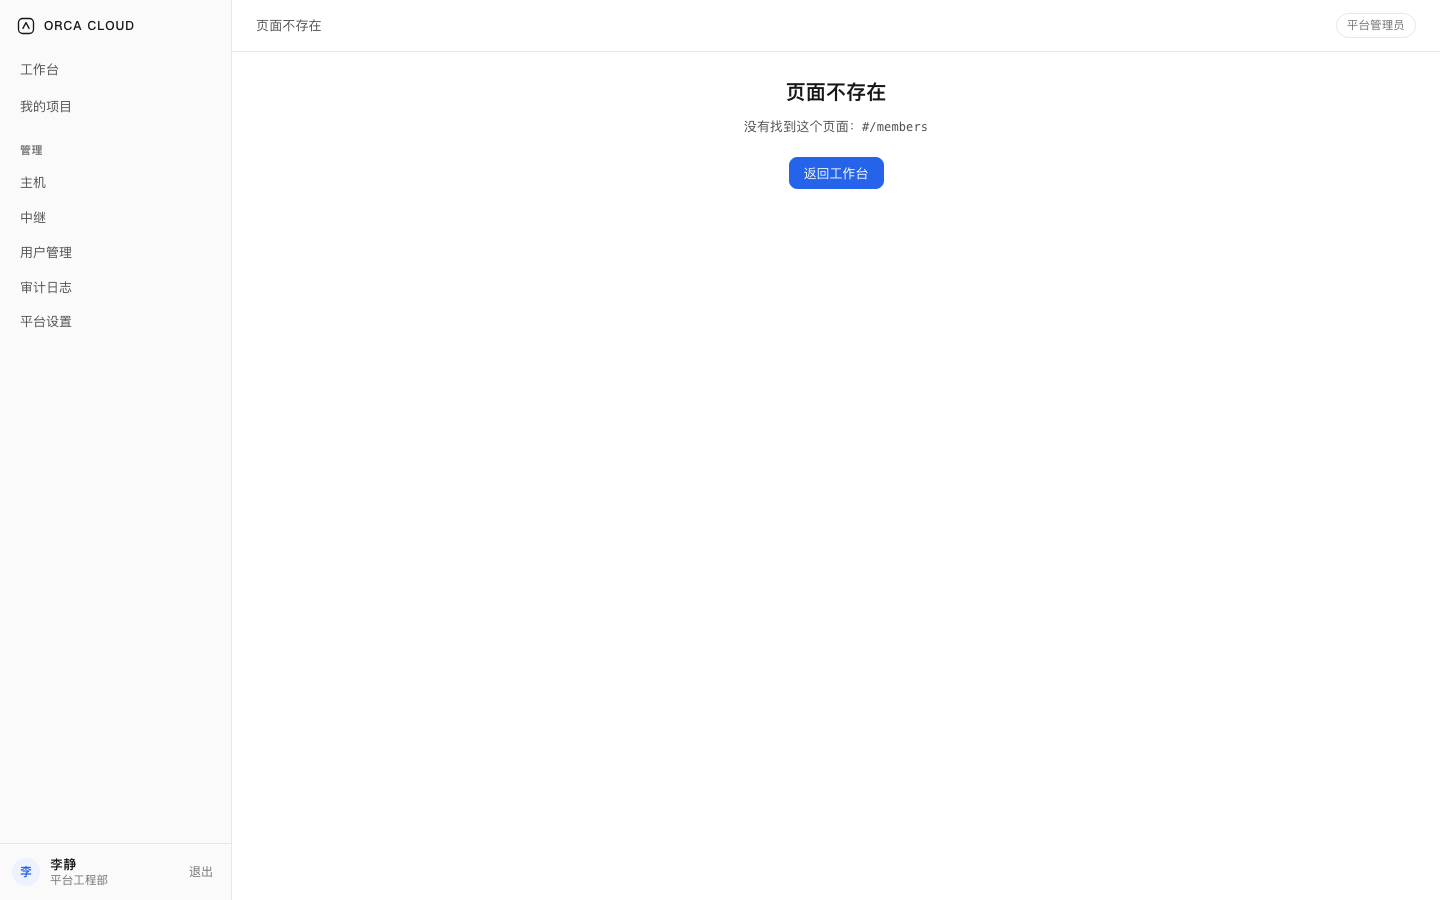 ORCA CLOUD
工作台
我的项目
管理
主机
中继
用户管理
审计日志
平台设置
李
李静
平台工程部
退出
页面不存在
平台管理员
页面不存在
没有找到这个页面: #/members
返回工作台